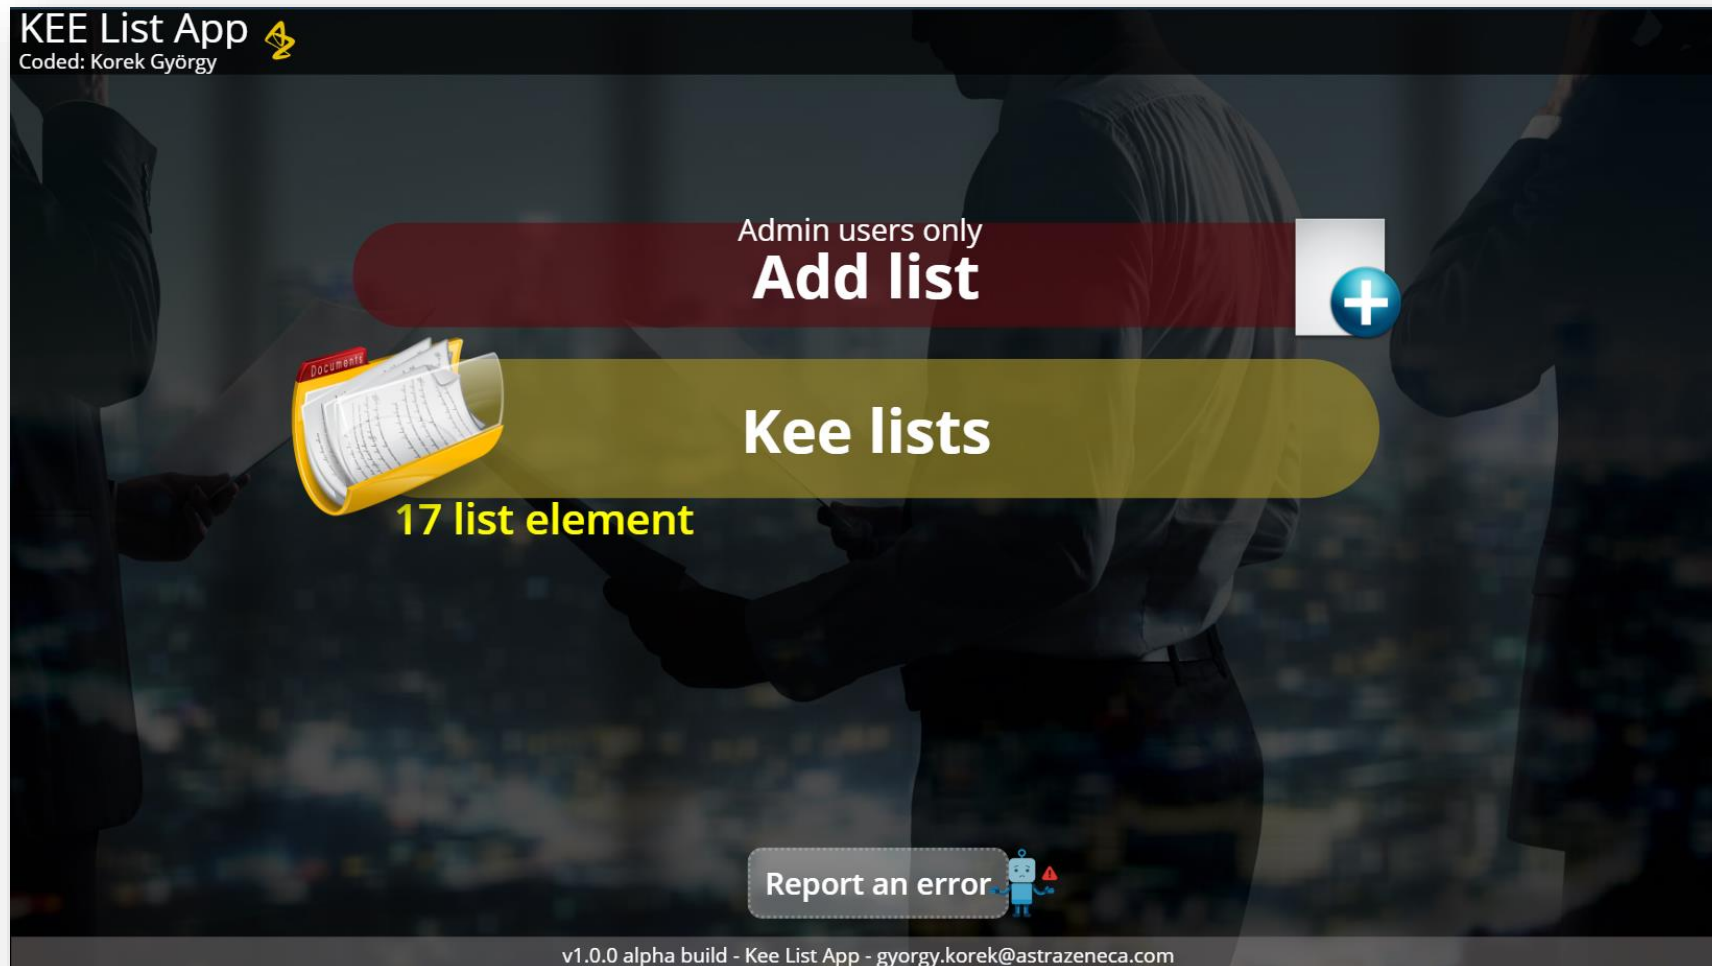 KEE List App
Coded: Korek György
Admin users only
Add list
Documents
Kee lists
17 list element
Report an error
v1.0.0 alpha build - Kee List App - gyorgy.korek@astrazeneca.com